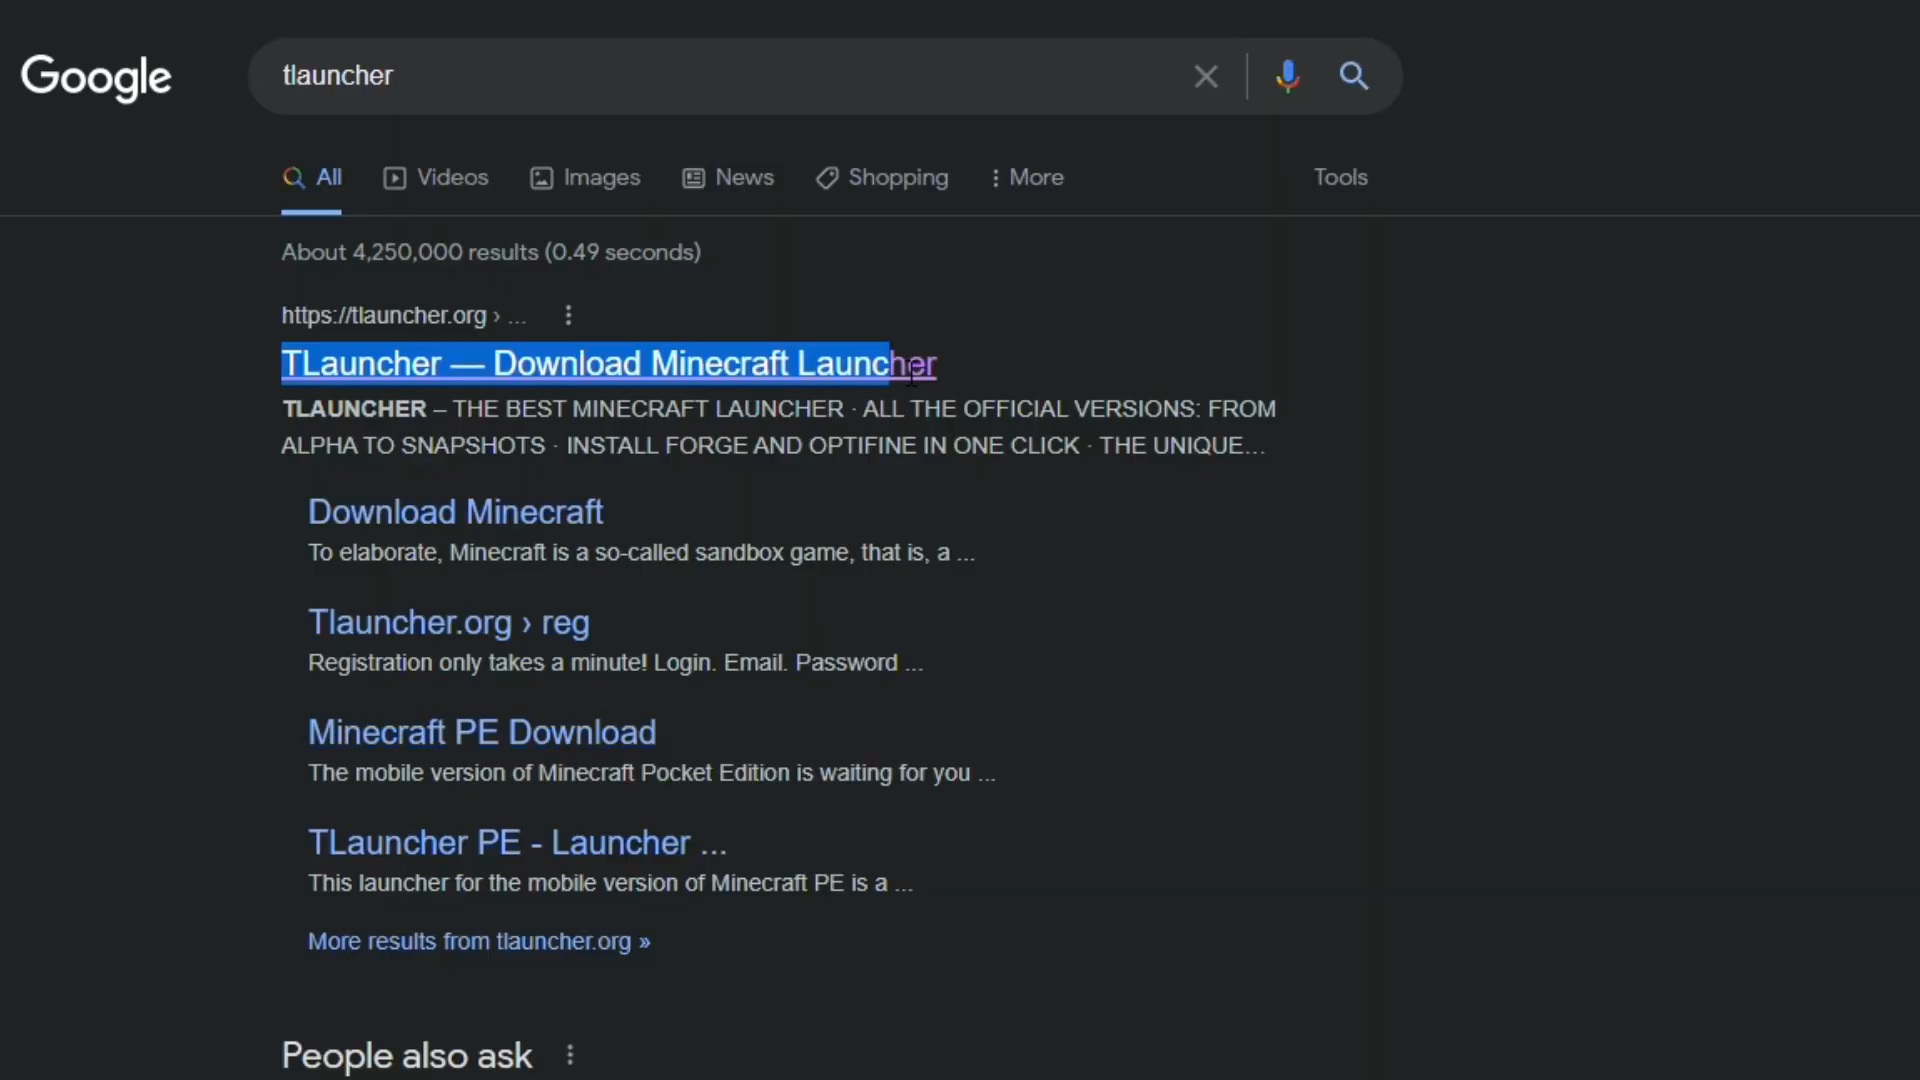 Google
tlauncher
All Videos Images News Shopping More Tools
About 4,250,000 results (0.49 seconds)
https://tlauncher.org › ...
TLauncher — Download Minecraft Launcher
TLAUNCHER – THE BEST MINECRAFT LAUNCHER · ALL THE OFFICIAL VERSIONS: FROM
ALPHA TO SNAPSHOTS · INSTALL FORGE AND OPTIFINE IN ONE CLICK · THE UNIQUE...
Download Minecraft
To elaborate, Minecraft is a so-called sandbox game, that is, a ...
Tlauncher.org › reg
Registration only takes a minute! Login. Email. Password ...
Minecraft PE Download
The mobile version of Minecraft Pocket Edition is waiting for you ...
TLauncher PE - Launcher ...
This launcher for the mobile version of Minecraft PE is a ...
More results from tlauncher.org »
People also ask